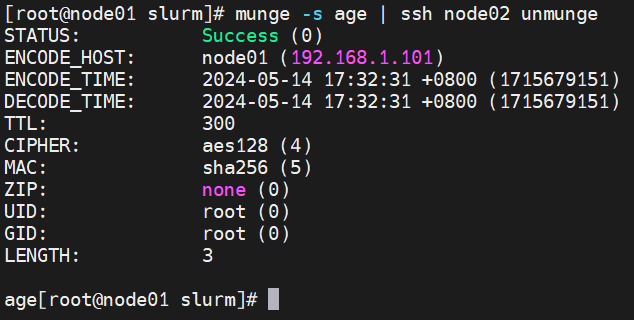 [root@node01 slurm]# munge -s age | ssh node02 unmunge
STATUS:          Success (0)
ENCODE_HOST:     node01 (192.168.1.101)
ENCODE_TIME:     2024-05-14 17:32:31 +0800 (1715679151)
DECODE_TIME:     2024-05-14 17:32:31 +0800 (1715679151)
TTL:             300
CIPHER:          aes128 (4)
MAC:             sha256 (5)
ZIP:             none (0)
UID:             root (0)
GID:             root (0)
LENGTH:          3

age[root@node01 slurm]#